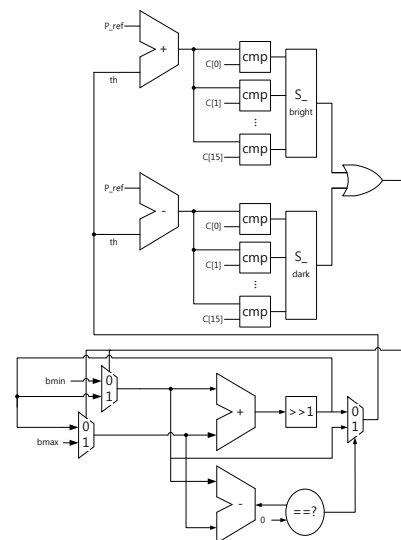 P_ref
+
th
C[0]
cmp
C[1]
cmp
⋮
C[15]
cmp
S_
bright
P_ref
-
th
C[0]
cmp
C[1]
cmp
⋮
C[15]
cmp
S_
dark
bmin
0
1
bmax
0
1
+
>>1
0
1
-
0
==?